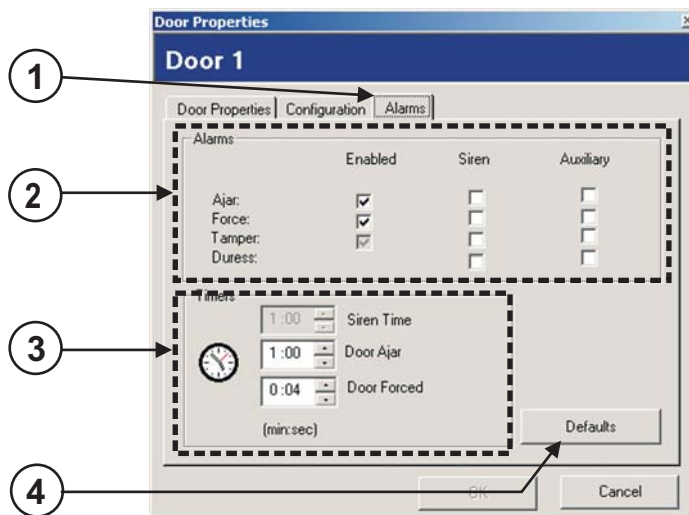 Door Properties
Door 1
Door Properties Configuration Alarms
Alarms
Enabled Siren Auxiliary
Ajar:
Force:
Tamper:
Duress:
Timers
1:00 Siren Time
1:00 Door Ajar
0:04 Door Forced
(min:sec)
Defaults
OK Cancel
1
2
3
4